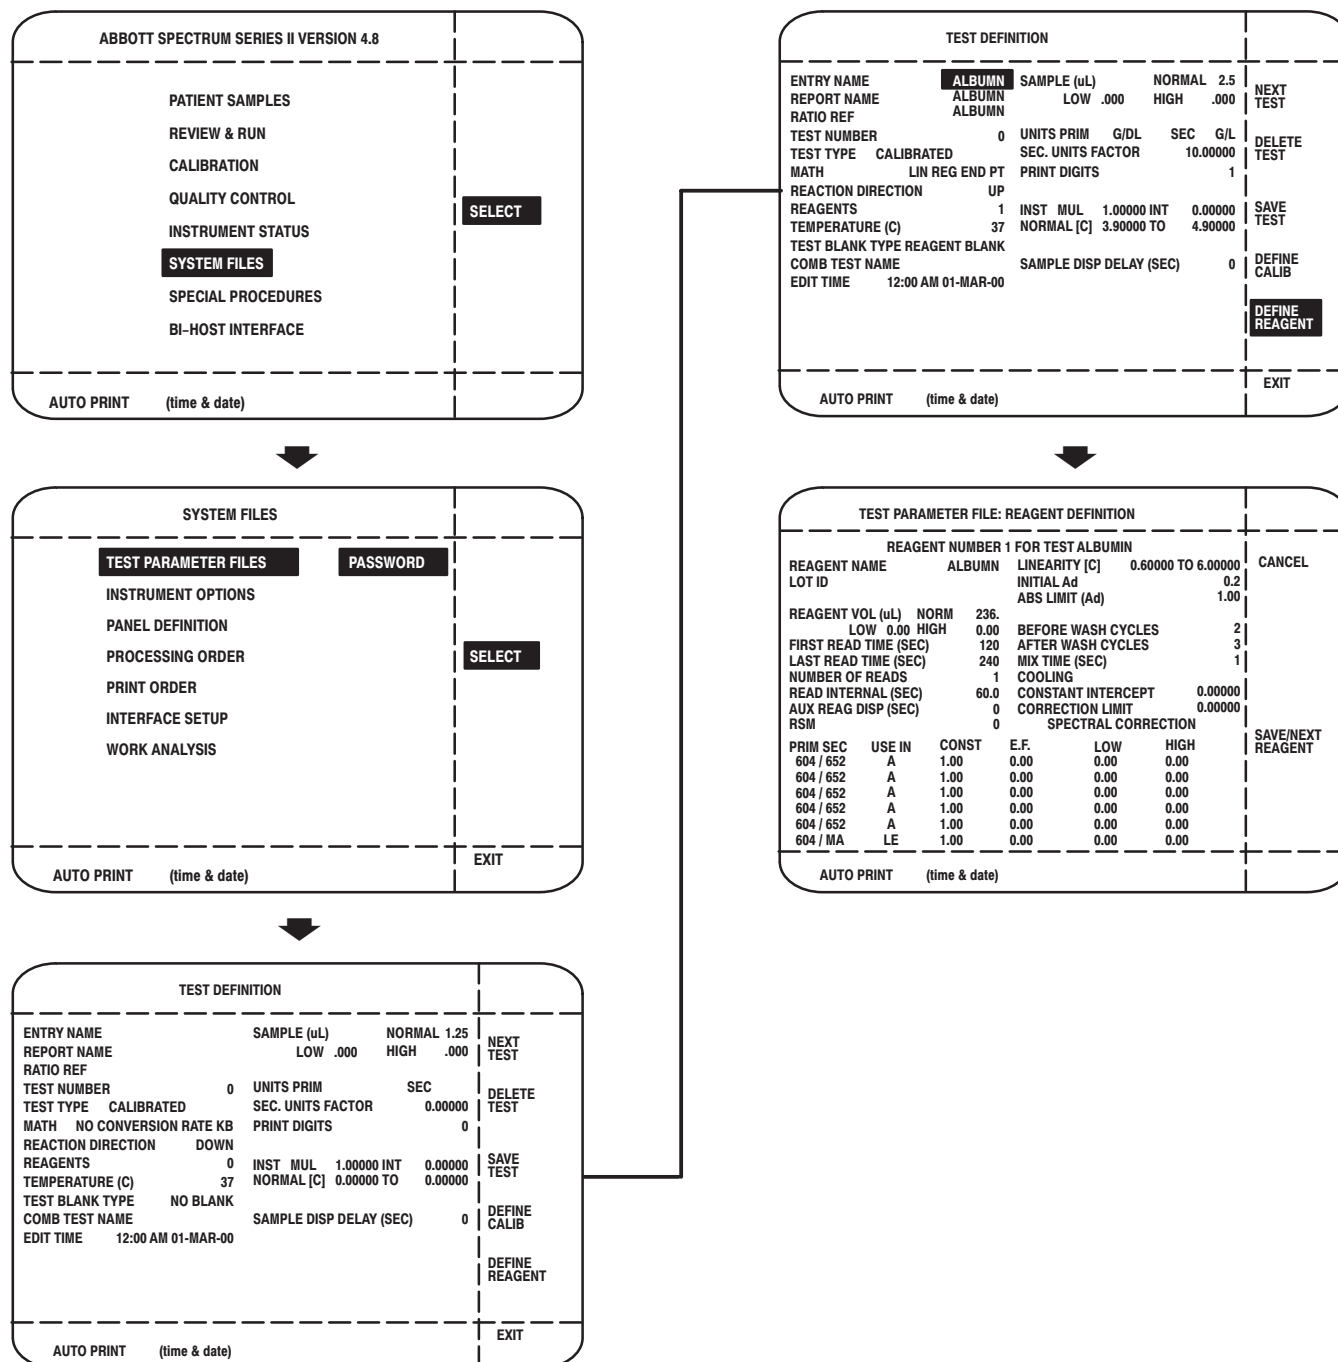 ABBOTT SPECTRUM SERIES II VERSION 4.8
PATIENT SAMPLES
REVIEW & RUN
CALIBRATION
QUALITY CONTROL
INSTRUMENT STATUS
SYSTEM FILES
SPECIAL PROCEDURES
BI-HOST INTERFACE
SELECT
AUTO PRINT (time & date)
SYSTEM FILES
TEST PARAMETER FILES PASSWORD
INSTRUMENT OPTIONS
PANEL DEFINITION
PROCESSING ORDER
PRINT ORDER
INTERFACE SETUP
WORK ANALYSIS
SELECT
EXIT
AUTO PRINT (time & date)
TEST DEFINITION
ENTRY NAME SAMPLE (uL) NORMAL 1.25
REPORT NAME LOW .000 HIGH .000
RATIO REF
TEST NUMBER 0 UNITS PRIM SEC
TEST TYPE CALIBRATED SEC. UNITS FACTOR 0.00000
MATH NO CONVERSION RATE KB PRINT DIGITS 0
REACTION DIRECTION DOWN
REAGENTS 0 INST MUL 1.00000 INT 0.00000
TEMPERATURE (C) 37 NORMAL [C] 0.00000 TO 0.00000
TEST BLANK TYPE NO BLANK
COMB TEST NAME SAMPLE DISP DELAY (SEC) 0
EDIT TIME 12:00 AM 01-MAR-00
NEXT
TEST
DELETE
TEST
SAVE
TEST
DEFINE
CALIB
DEFINE
REAGENT
EXIT
AUTO PRINT (time & date)
TEST DEFINITION
ENTRY NAME ALBUMN SAMPLE (uL) NORMAL 2.5
REPORT NAME ALBUMN LOW .000 HIGH .000
RATIO REF ALBUMN
TEST NUMBER 0 UNITS PRIM G/DL SEC G/L
TEST TYPE CALIBRATED SEC. UNITS FACTOR 10.00000
MATH LIN REG END PT PRINT DIGITS 1
REACTION DIRECTION UP
REAGENTS 1 INST MUL 1.00000 INT 0.00000
TEMPERATURE (C) 37 NORMAL [C] 3.90000 TO 4.90000
TEST BLANK TYPE REAGENT BLANK
COMB TEST NAME SAMPLE DISP DELAY (SEC) 0
EDIT TIME 12:00 AM 01-MAR-00
NEXT
TEST
DELETE
TEST
SAVE
TEST
DEFINE
CALIB
DEFINE
REAGENT
EXIT
AUTO PRINT (time & date)
TEST PARAMETER FILE: REAGENT DEFINITION
REAGENT NUMBER 1 FOR TEST ALBUMIN
REAGENT NAME ALBUMN LINEARITY [C] 0.60000 TO 6.00000
LOT ID INITIAL Ad 0.2
ABS LIMIT (Ad) 1.00
REAGENT VOL (uL) NORM 236.
LOW 0.00 HIGH 0.00 BEFORE WASH CYCLES 2
FIRST READ TIME (SEC) 120 AFTER WASH CYCLES 3
LAST READ TIME (SEC) 240 MIX TIME (SEC) 1
NUMBER OF READS 1 COOLING
READ INTERNAL (SEC) 60.0 CONSTANT INTERCEPT 0.00000
AUX REAG DISP (SEC) 0 CORRECTION LIMIT 0.00000
RSM 0 SPECTRAL CORRECTION
PRIM SEC USE IN CONST E.F. LOW HIGH
604 / 652 A 1.00 0.00 0.00 0.00
604 / 652 A 1.00 0.00 0.00 0.00
604 / 652 A 1.00 0.00 0.00 0.00
604 / 652 A 1.00 0.00 0.00 0.00
604 / 652 A 1.00 0.00 0.00 0.00
604 / MA LE 1.00 0.00 0.00 0.00
CANCEL
SAVE/NEXT
REAGENT
AUTO PRINT (time & date)